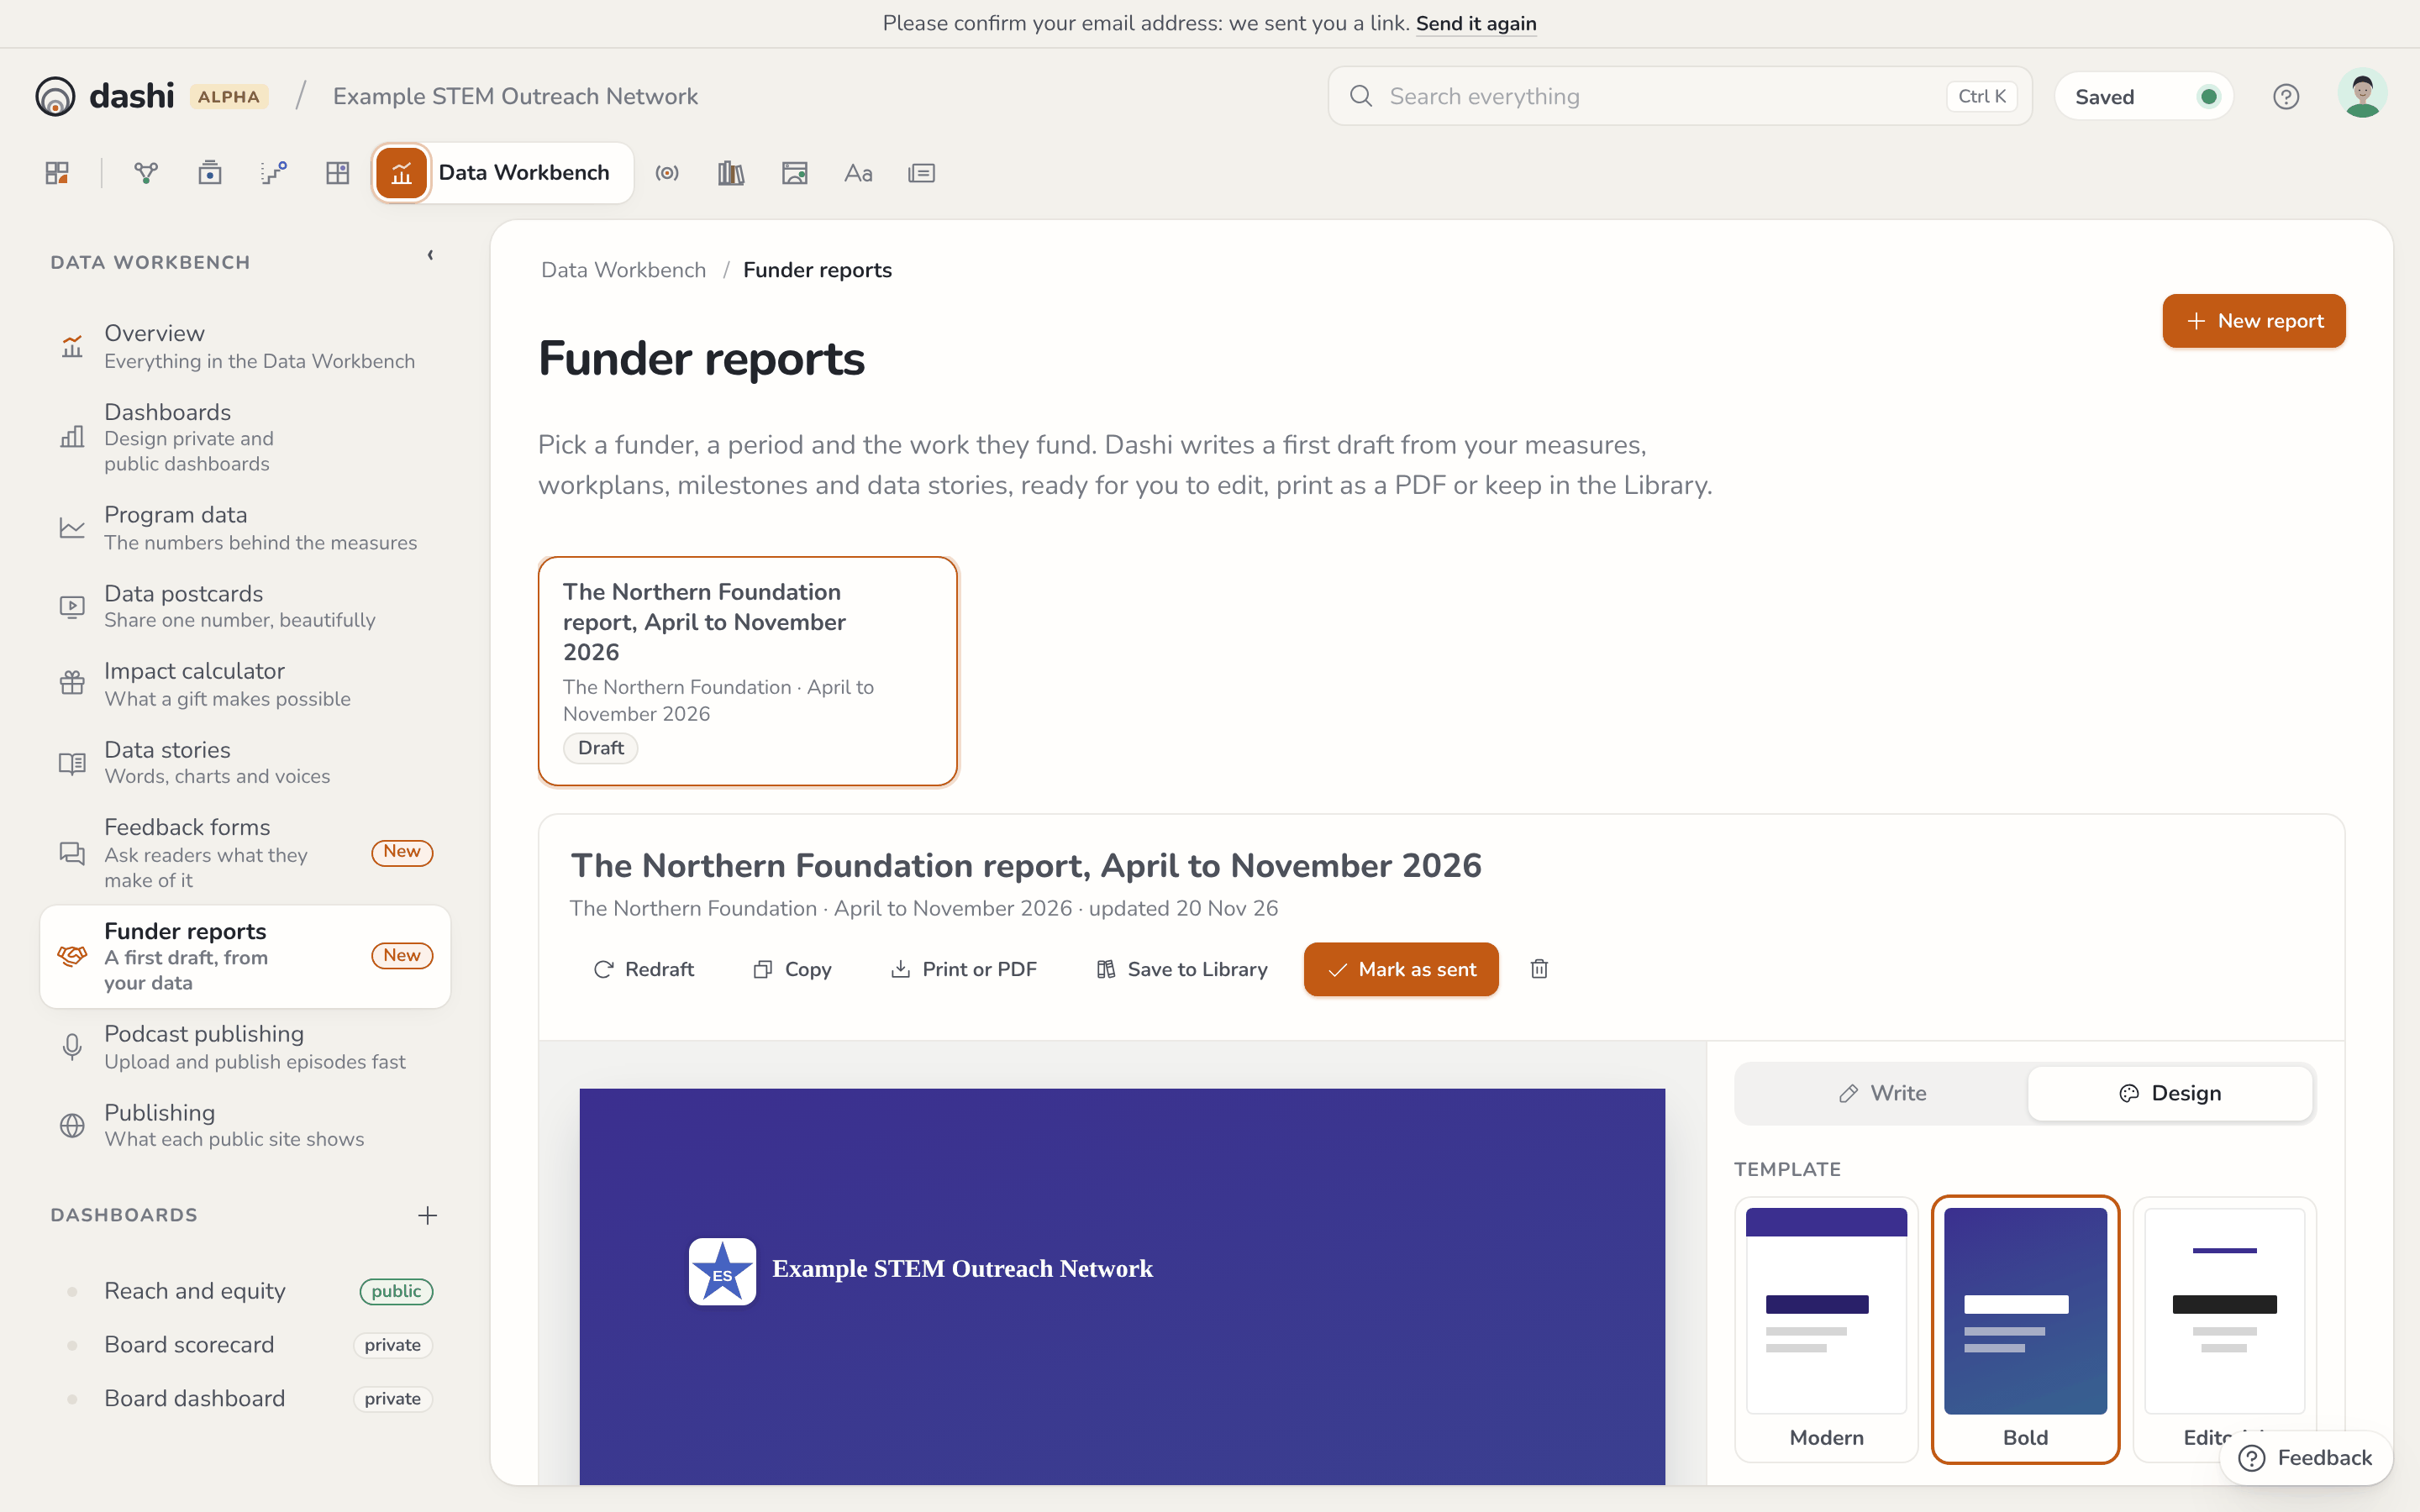 Please confirm your email address: we sent you a link. Send it again
dashi ALPHA / Example STEM Outreach Network
Search everything Ctrl K
Saved
Data Workbench
Aa
DATA WORKBENCH
Overview
Everything in the Data Workbench
Dashboards
Design private and
public dashboards
Program data
The numbers behind the measures
Data postcards
Share one number, beautifully
Impact calculator
What a gift makes possible
Data stories
Words, charts and voices
Feedback forms
Ask readers what they
make of it
New
Funder reports
A first draft, from
your data
New
Podcast publishing
Upload and publish episodes fast
Publishing
What each public site shows
DASHBOARDS
Reach and equity public
Board scorecard private
Board dashboard private
Data Workbench / Funder reports
New report
Funder reports
Pick a funder, a period and the work they fund. Dashi writes a first draft from your measures,
workplans, milestones and data stories, ready for you to edit, print as a PDF or keep in the Library.
The Northern Foundation
report, April to November
2026
The Northern Foundation · April to
November 2026
Draft
The Northern Foundation report, April to November 2026
The Northern Foundation · April to November 2026 · updated 20 Nov 26
Redraft Copy Print or PDF Save to Library Mark as sent
ES Example STEM Outreach Network
Write Design
TEMPLATE
Modern Bold
Feedback